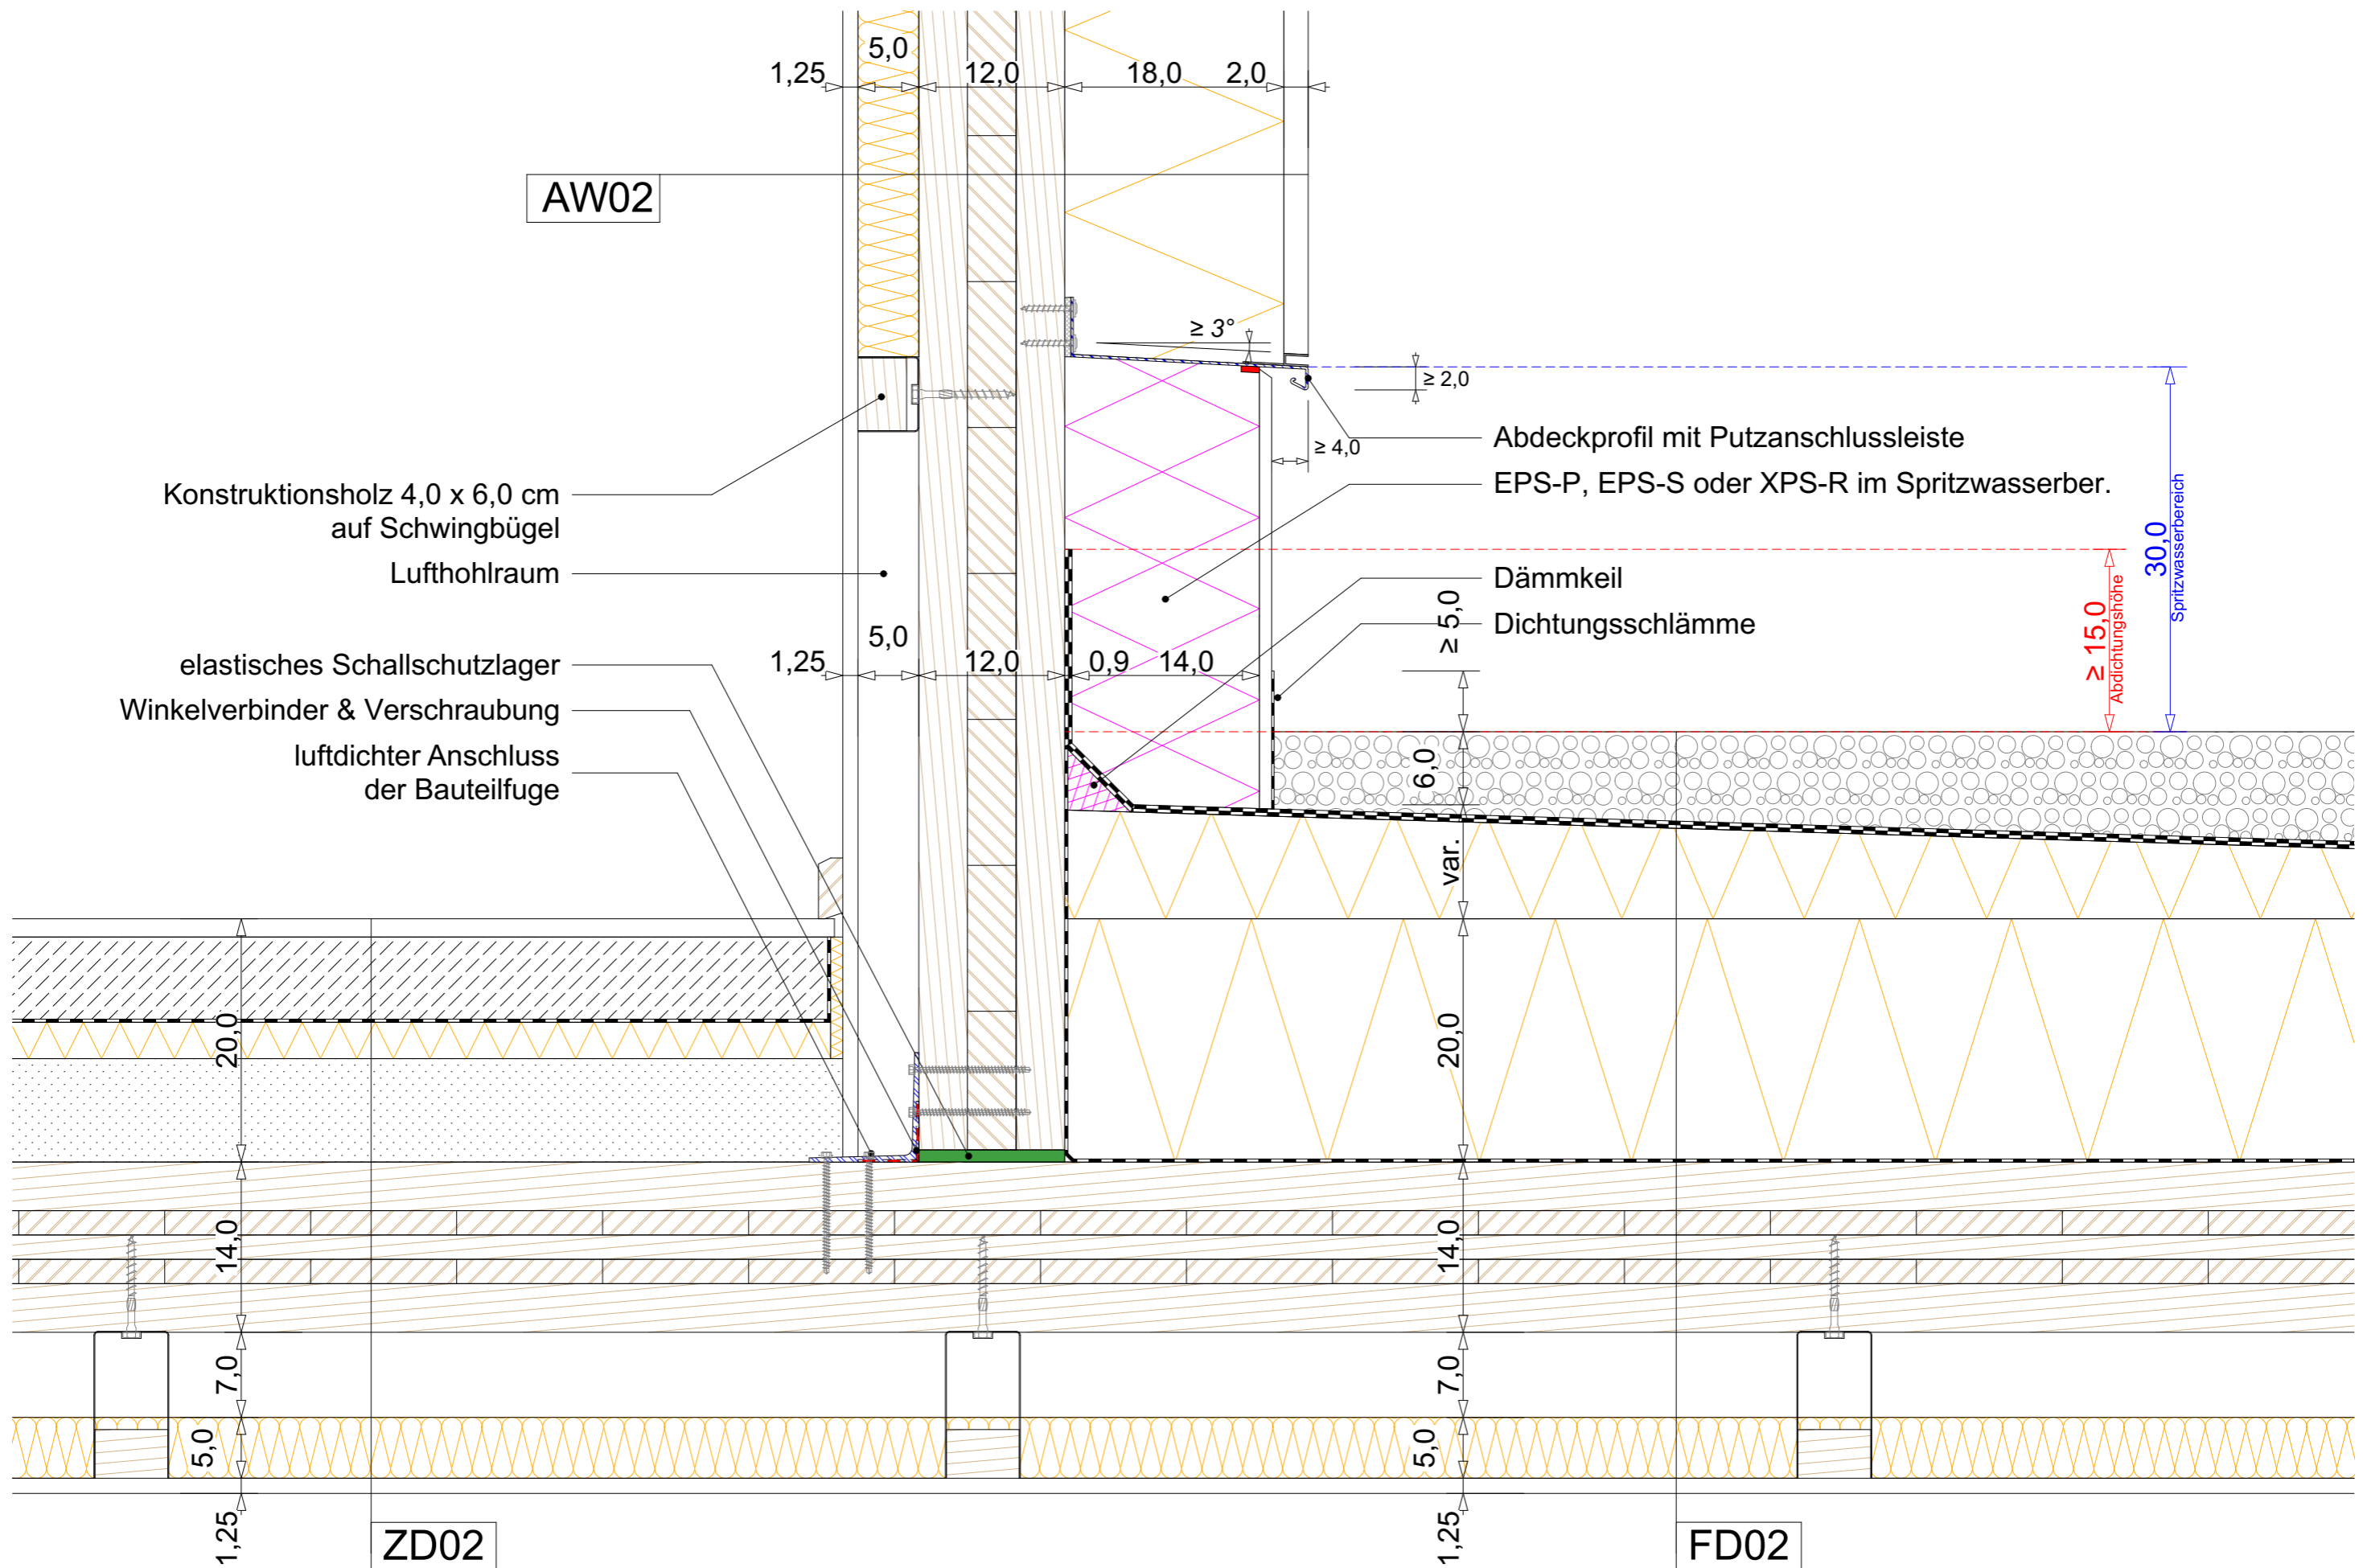 5,0
1,25
12,0
18,0
2,0
AW02
≥ 3°
≥ 2,0
≥ 4,0
Abdeckprofil mit Putzanschlussleiste
EPS-P, EPS-S oder XPS-R im Spritzwasserber.
Konstruktionsholz 4,0 x 6,0 cm
auf Schwingbügel
Lufthohlraum
30,0
Spritzwasserbereich
≥ 15,0
Abdichtungshöhe
Dämmkeil
Dichtungsschlämme
≥ 5,0
5,0
1,25
12,0
0,9
14,0
elastisches Schallschutzlager
Winkelverbinder & Verschraubung
luftdichter Anschluss
der Bauteilfuge
6,0
var.
20,0
20,0
14,0
14,0
7,0
7,0
5,0
5,0
1,25
1,25
ZD02
FD02